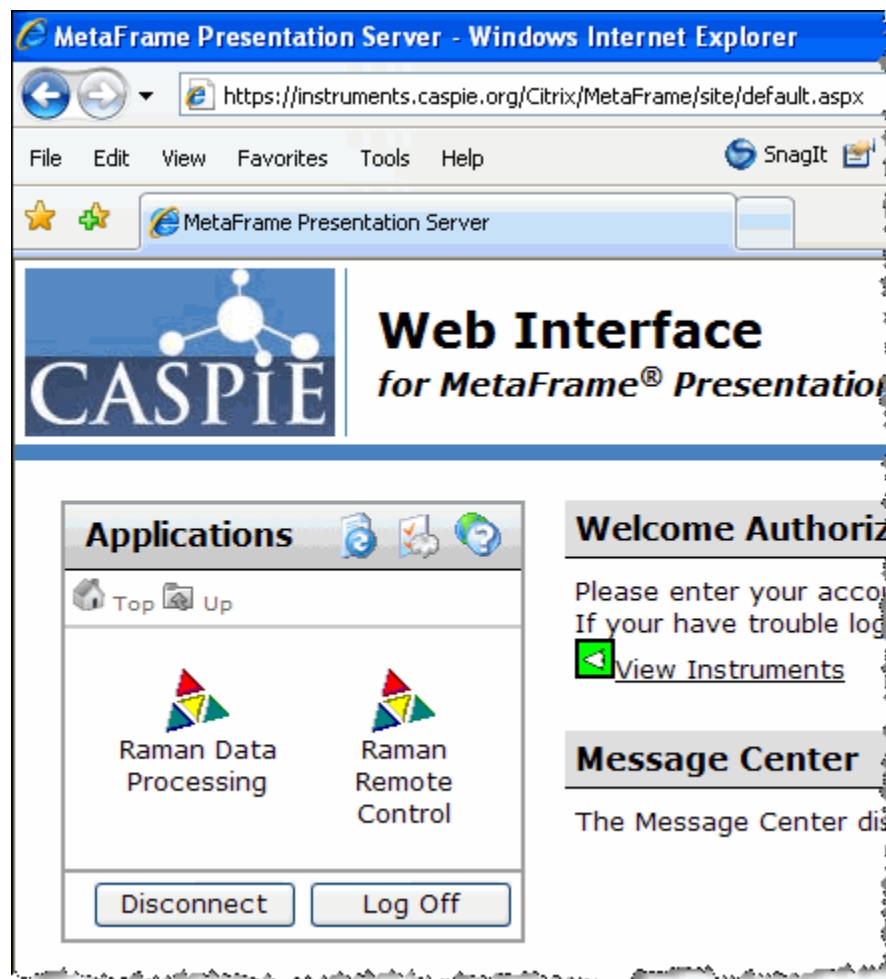 MetaFrame Presentation Server - Windows Internet Explorer
https://instruments.caspie.org/Citrix/MetaFrame/site/default.aspx
File Edit View Favorites Tools Help SnagIt
MetaFrame Presentation Server
CASPiE
Web Interface
for MetaFrame® Presentatio
Applications
Top Up
Raman Data
Processing
Raman
Remote
Control
Disconnect Log Off
Welcome Authoriz
Please enter your acco
If your have trouble log
View Instruments
Message Center
The Message Center dis